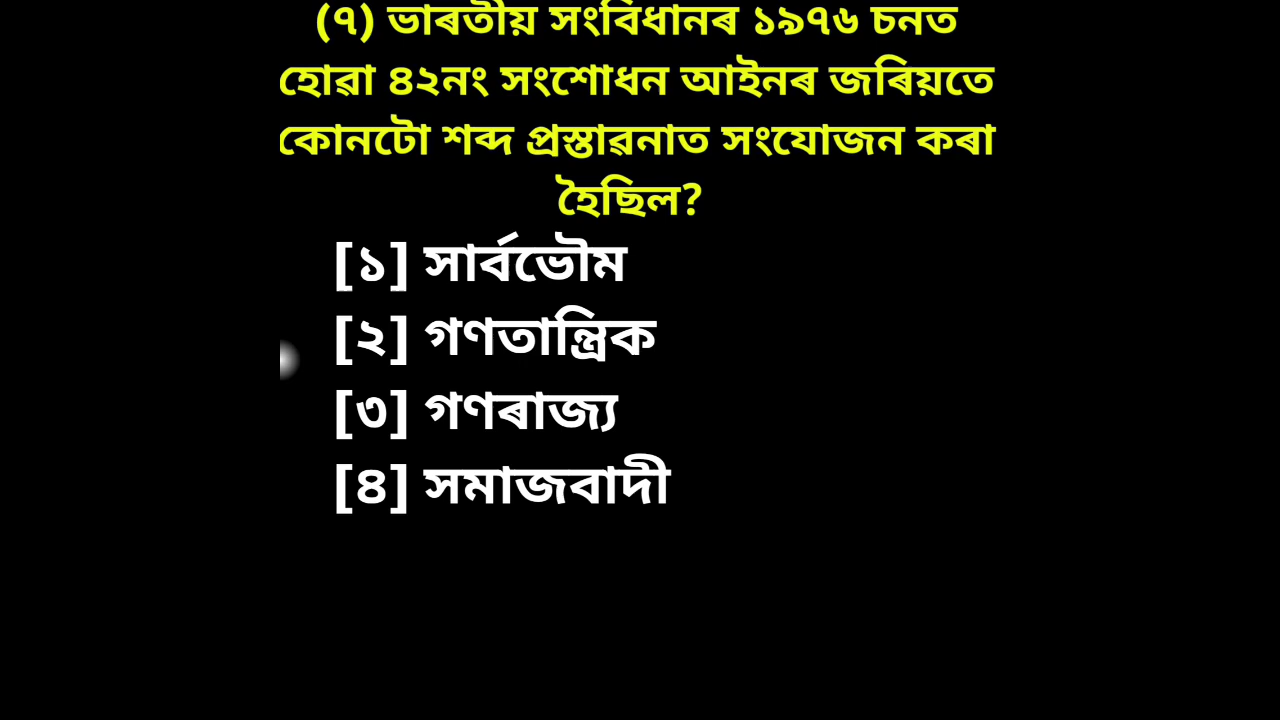 (৭) ভাৰতীয় সংবিধানৰ ১৯৭৬ চনত
হোৱা ৪২নং সংশোধন আইনৰ জৰিয়তে
কোনটো শব্দ প্ৰস্তাৱনাত সংযোজন কৰা
হৈছিল?
[১] সাৰ্বভৌম
[২] গণতান্ত্ৰিক
[৩] গণৰাজ্য
[৪] সমাজবাদী